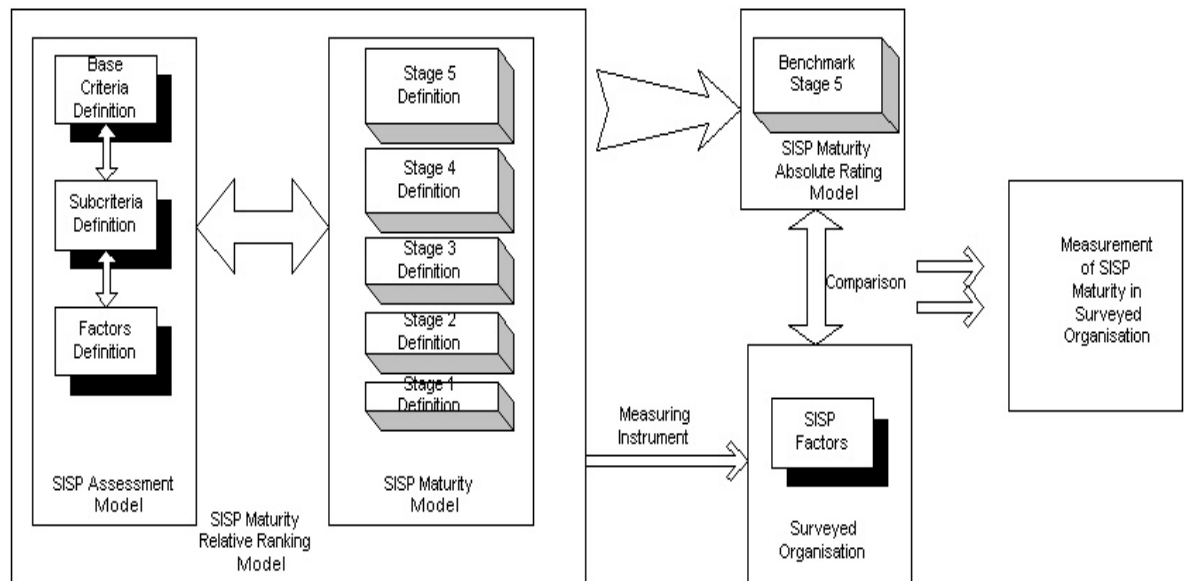 Base
Criteria
Definition
Subcriteria
Definition
Factors
Definition
SISP Assessment
Model
SISP Maturity
Relative Ranking
Model
Stage 5
Definition
Stage 4
Definition
Stage 3
Definition
Stage 2
Definition
Stage 1
Definition
SISP Maturity
Model
Benchmark
Stage 5
SISP Maturity
Absolute Rating
Model
Comparison
Measuring
Instrument
SISP
Factors
Surveyed
Organisation
Measurement
of SISP
Maturity in
Surveyed
Organisation